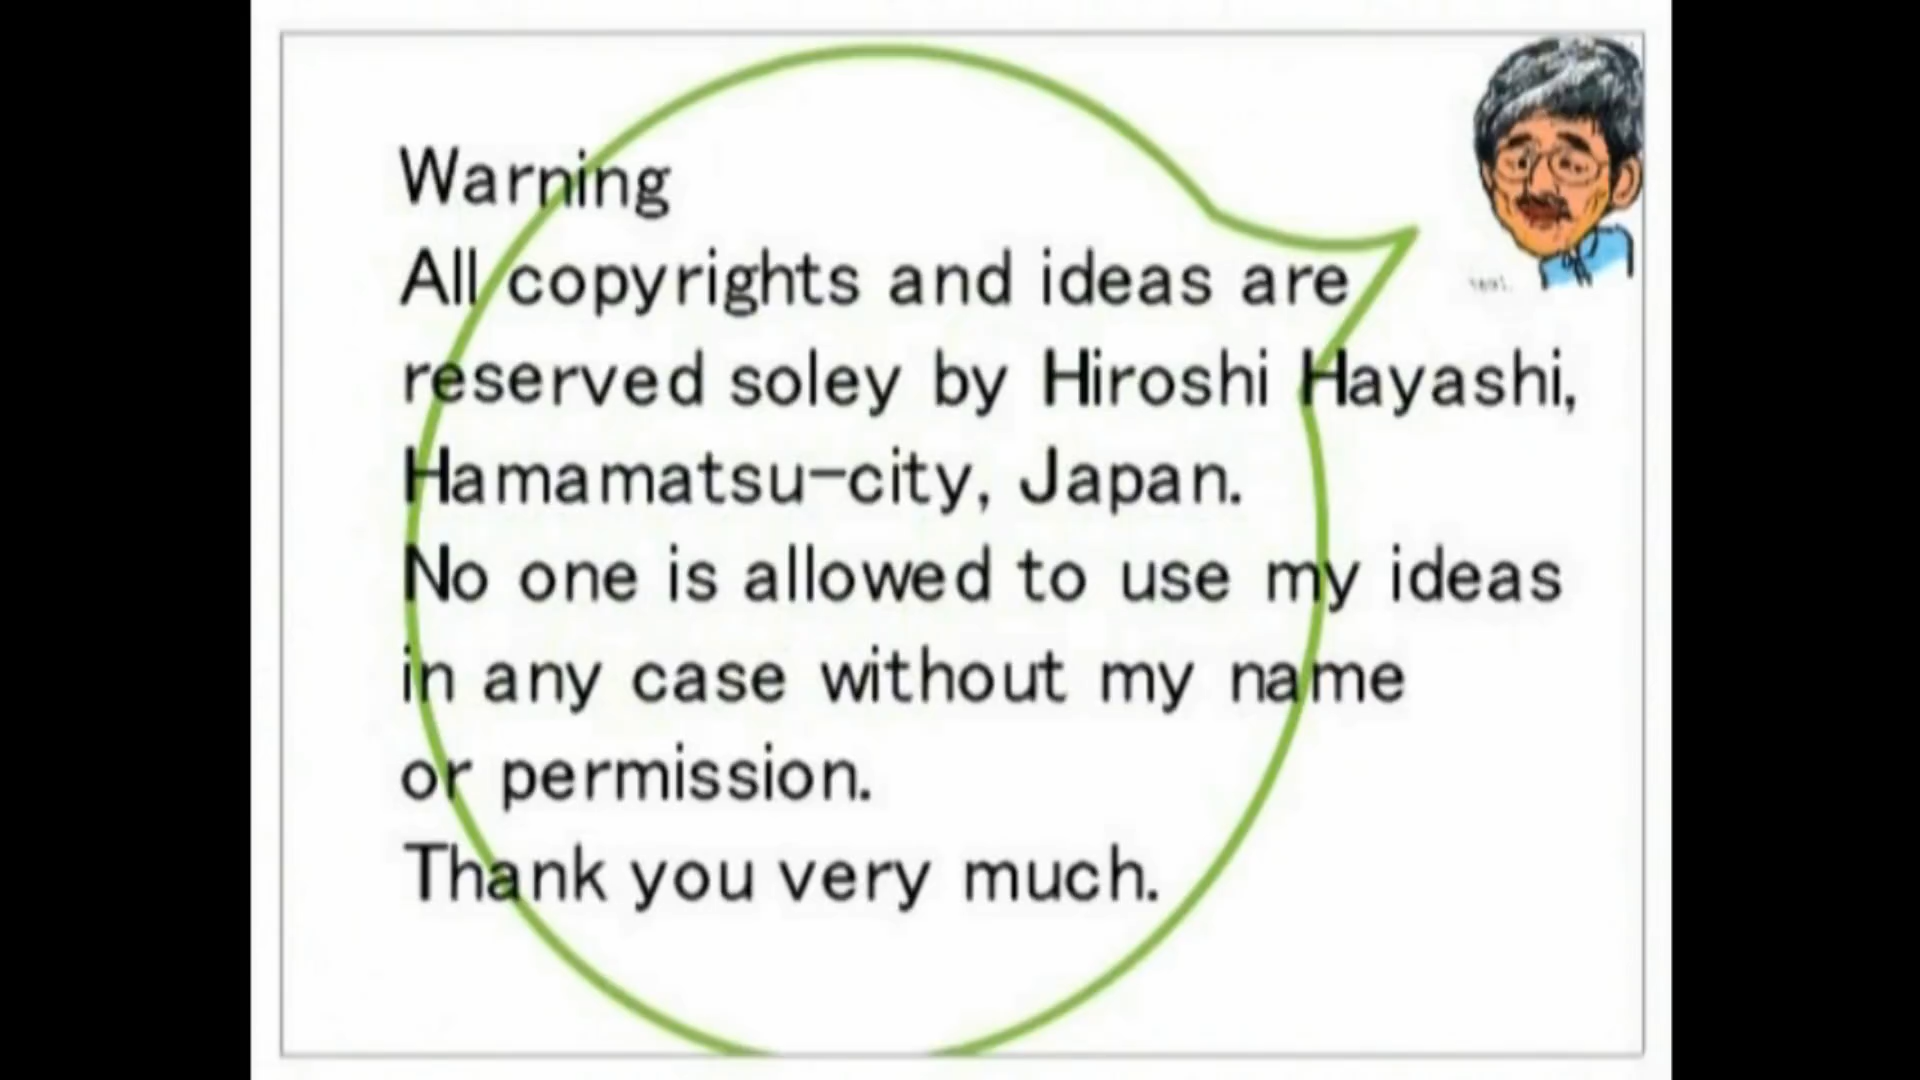 Warning
All copyrights and ideas are
reserved soley by Hiroshi Hayashi,
Hamamatsu-city, Japan.
No one is allowed to use my ideas
in any case without my name
or permission.
Thank you very much.